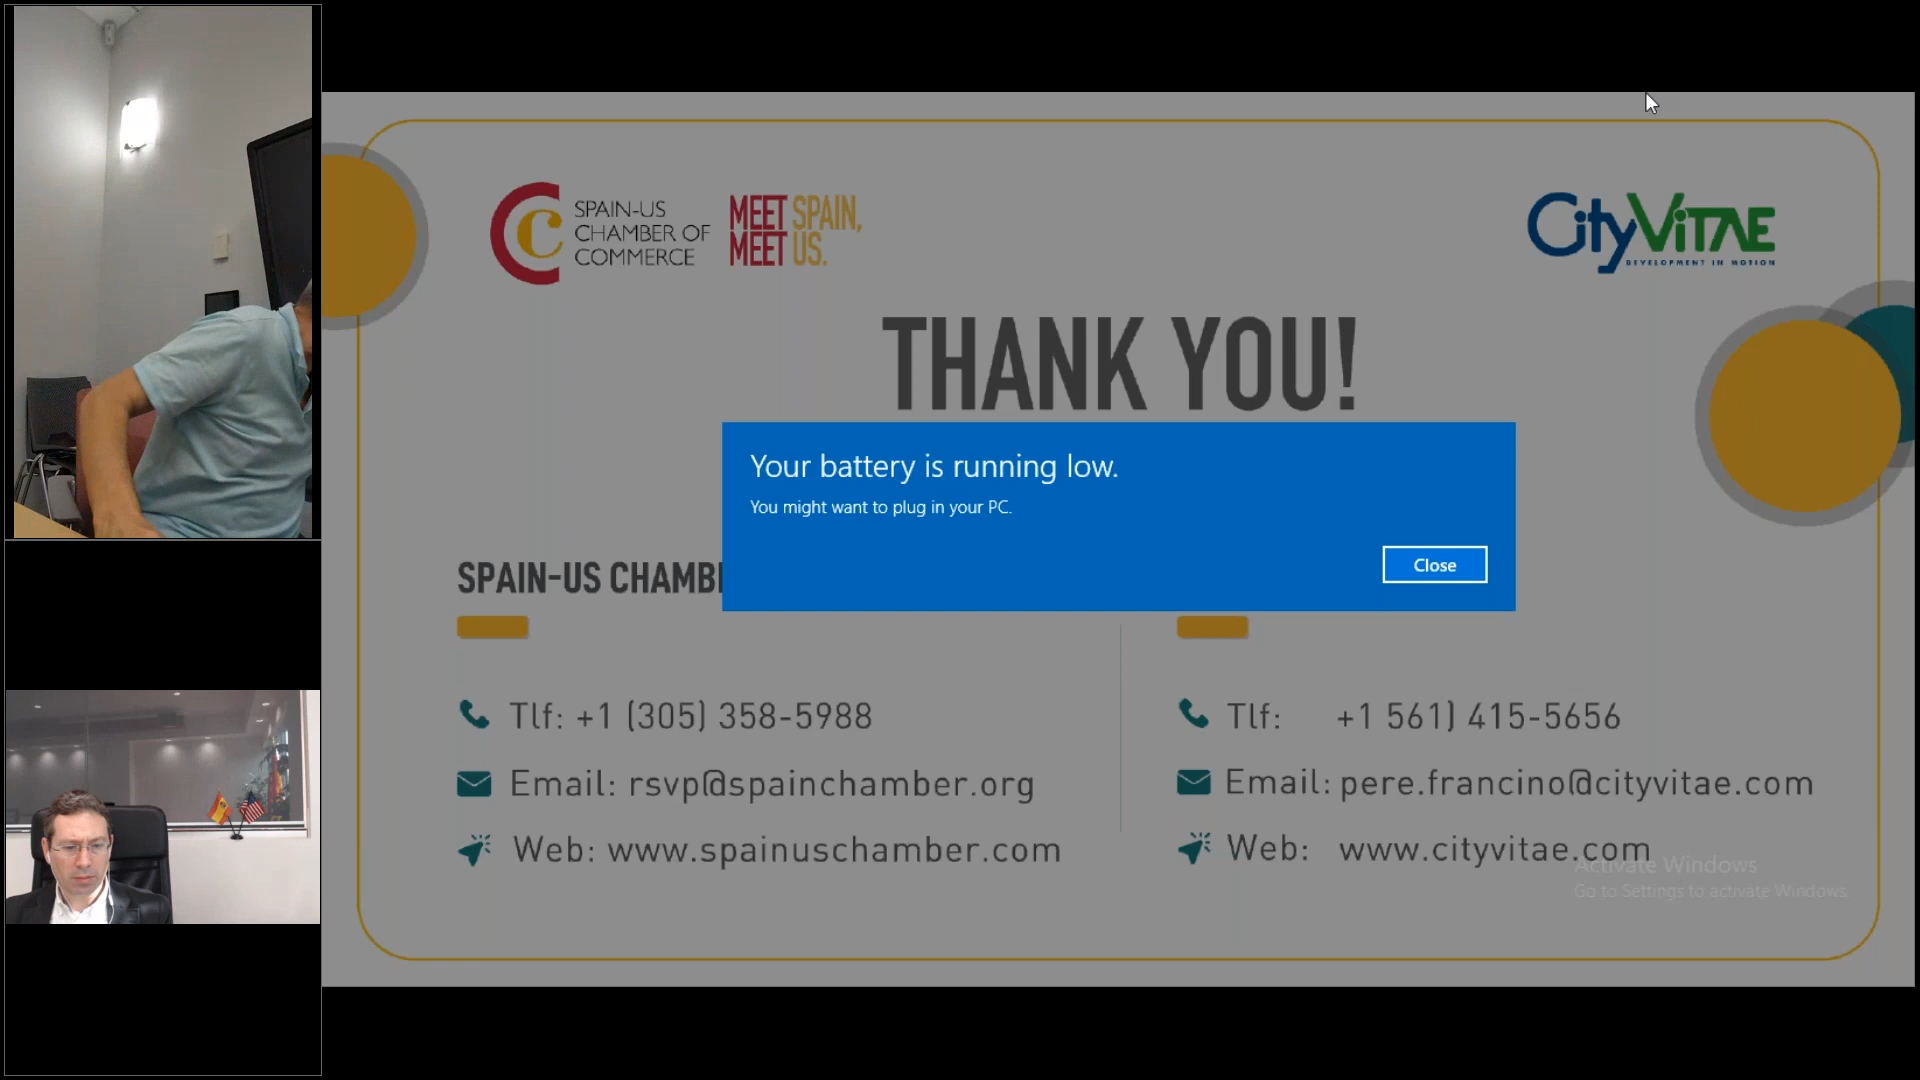 SPAIN-US
CHAMBER OF
COMMERCE
MEET SPAIN,
MEET US.
CityViTAE
DEVELOPMENT IN MOTION
THANK YOU!
Your battery is running low.
You might want to plug in your PC.
Close
SPAIN-US
Tlf: +1 (305) 358-5988
Email: rsvp@spainchamber.org
Web: www.spainuschamber.com
Tlf: +1 561) 415-5656
Email: pere.francino@cityvitae.com
Web: www.cityvitae.com
Activate Windows
Go to Settings to activate Windows.